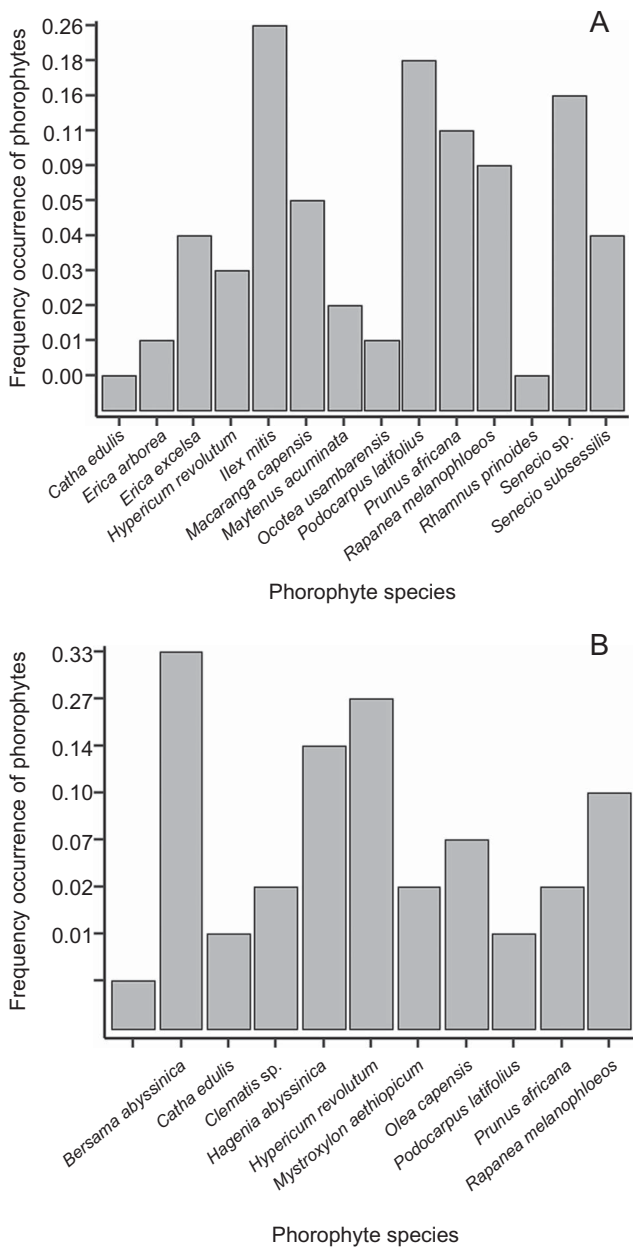 A
Frequency occurrence of phorophytes
0.26
0.18
0.16
0.11
0.09
0.05
0.04
0.03
0.02
0.01
0.00
Catha edulis
Erica arborea
Erica excelsa
Hypericum revolutum
Ilex mitis
Macaranga capensis
Maytenus acuminata
Ocotea usambarensis
Podocarpus latifolius
Prunus africana
Rapanea melanophloeos
Rhamnus prinoides
Senecio sp.
Senecio subsessilis
Phorophyte species
B
Frequency occurrence of phorophytes
0.33
0.27
0.14
0.10
0.07
0.02
0.01
Bersama abyssinica
Catha edulis
Clematis sp.
Hagenia abyssinica
Hypericum revolutum
Mystroxylon aethiopicum
Olea capensis
Podocarpus latifolius
Prunus africana
Rapanea melanophloeos
Phorophyte species